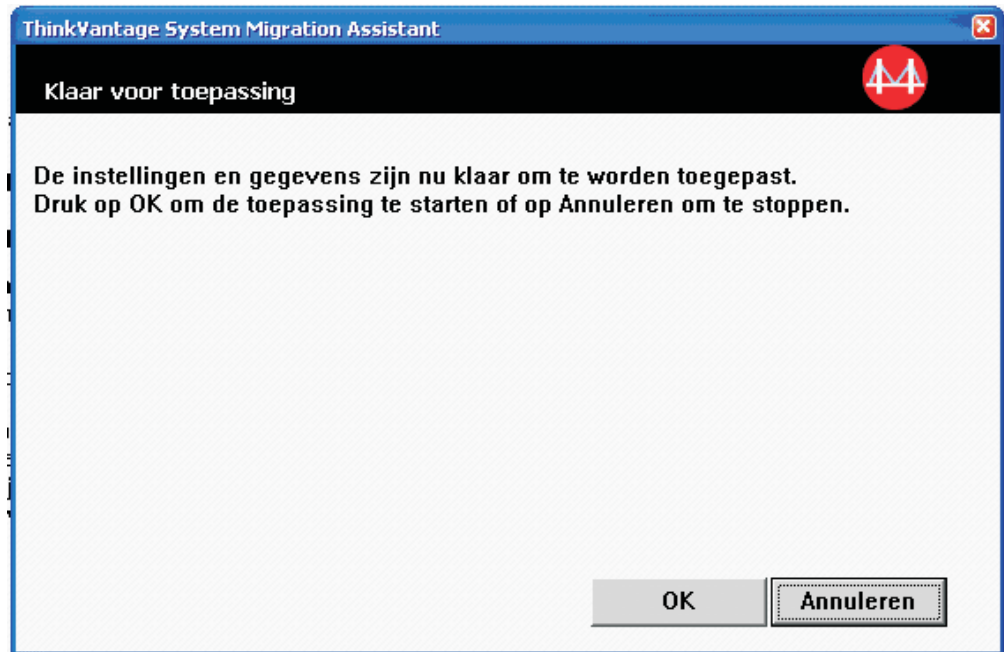 ThinkVantage System Migration Assistant
Klaar voor toepassing
De instellingen en gegevens zijn nu klaar om te worden toegepast.
Druk op OK om de toepassing te starten of op Annuleren om te stoppen.
OK
Annuleren